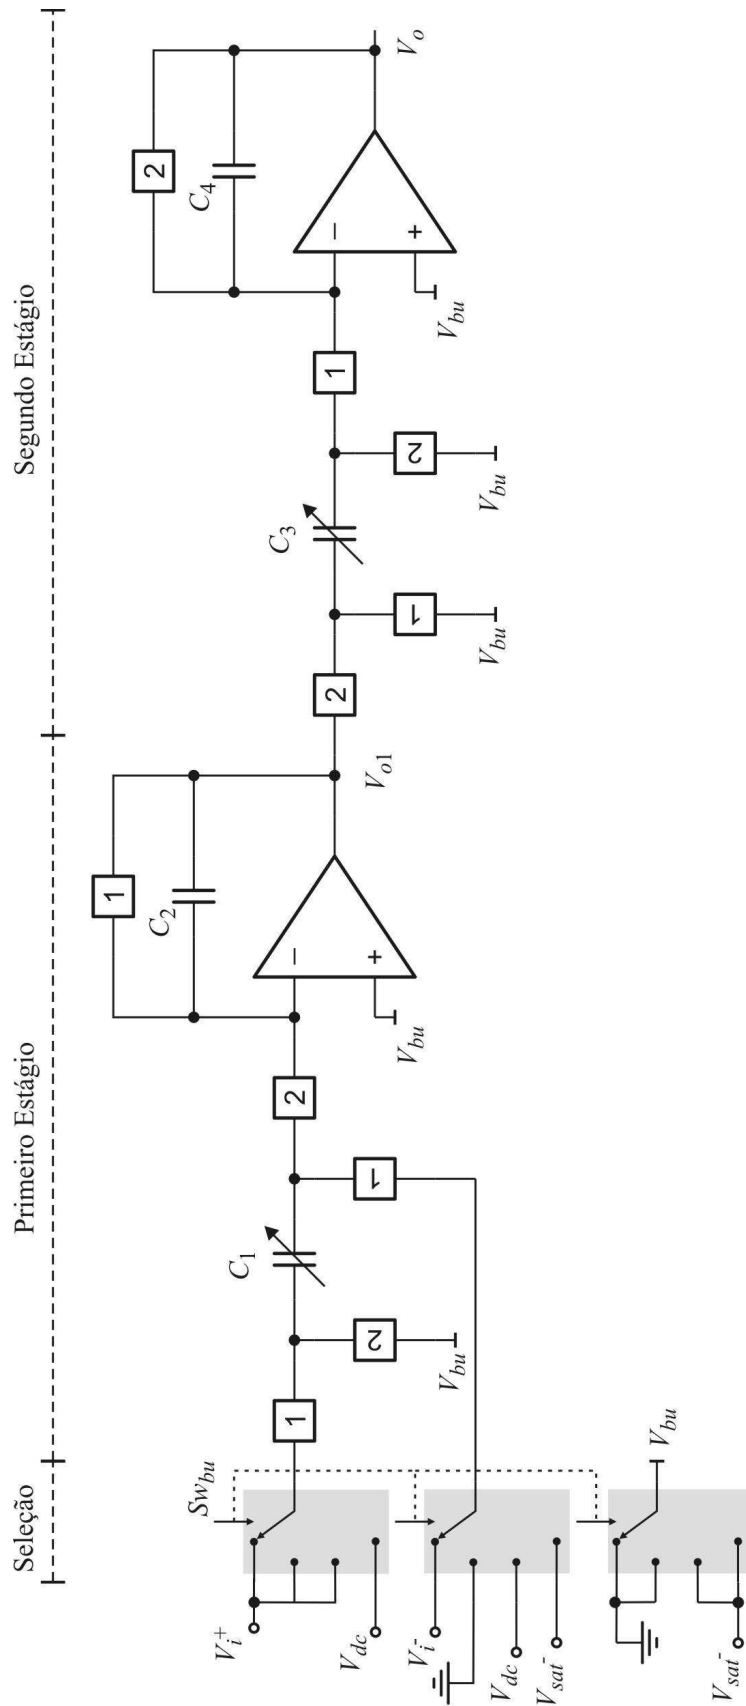 Seleção
Primeiro Estágio
Segundo Estágio
Sw_bu
V_i^+
V_dc
V_i^-
V_dc
V_sat^-
V_sat^-
V_bu
1
2
V_bu
C_1
1
2
1
C_2
−
+
V_bu
V_o1
2
1
V_bu
C_3
2
V_bu
1
2
C_4
−
+
V_bu
V_o